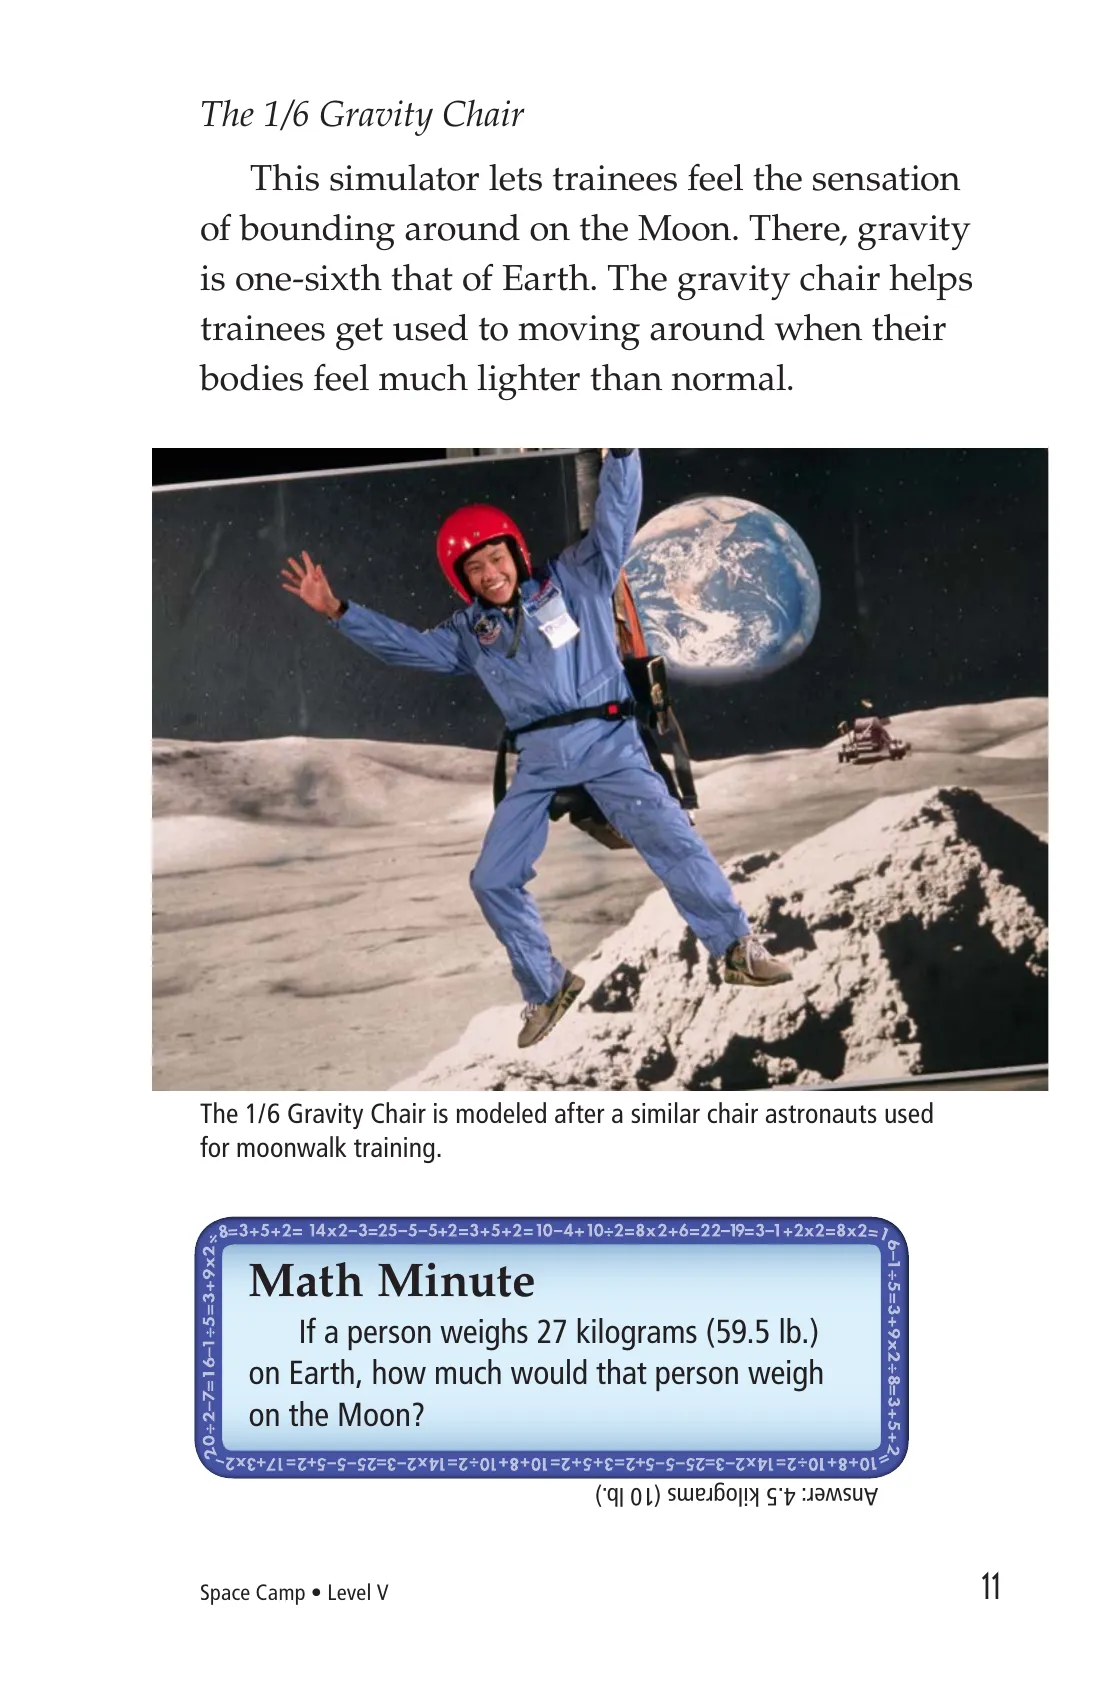 The 1/6 Gravity Chair
This simulator lets trainees feel the sensation
of bounding around on the Moon. There, gravity
is one-sixth that of Earth. The gravity chair helps
trainees get used to moving around when their
bodies feel much lighter than normal.
The 1/6 Gravity Chair is modeled after a similar chair astronauts used
for moonwalk training.
8=3+5+2= 14x2–3=25–5–5+2=3+5+2=10–4+10÷2=8x2+6=22–19=3–1+2x2=8x2=1
6–1÷5=3+9x2÷8=3+5+2
20÷2–7=16–1÷5=3+9x2÷
Math Minute
If a person weighs 27 kilograms (59.5 lb.)
on Earth, how much would that person weigh
on the Moon?
=10+8+10÷2=14x2–3=25–5–5+2=3+5+2=10+8+10÷2=14x2–3=25–5–5+2=17+3x2–
Answer: 4.5 kilograms (10 lb.)
Space Camp • Level V
11